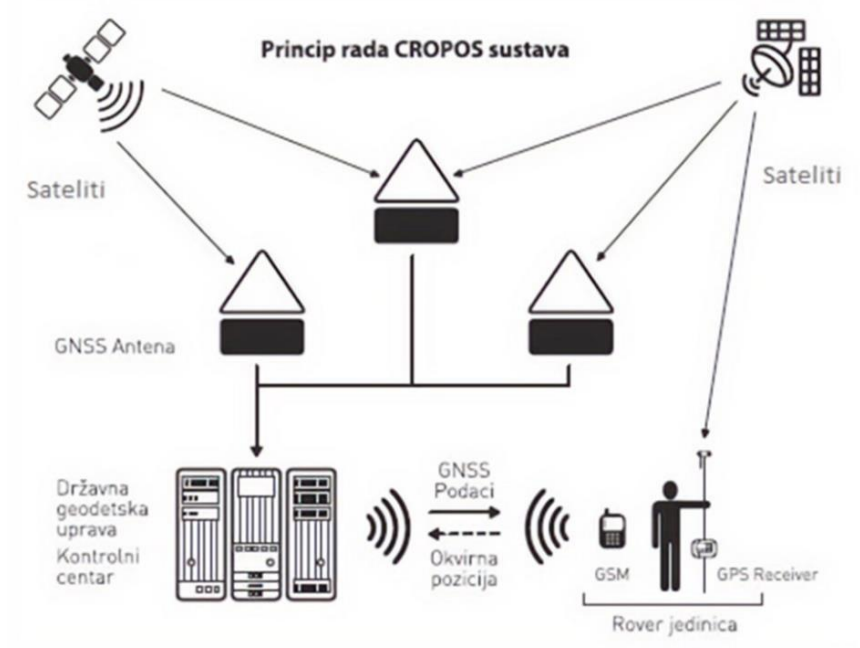 Princip rada CROPOS sustava
Sateliti
Sateliti
GNSS Antena
Državna
geodetska
uprava
Kontrolni
centar
GNSS
Podaci
Okvirna
pozicija
GSM
GPS Receiver
Rover jedinica